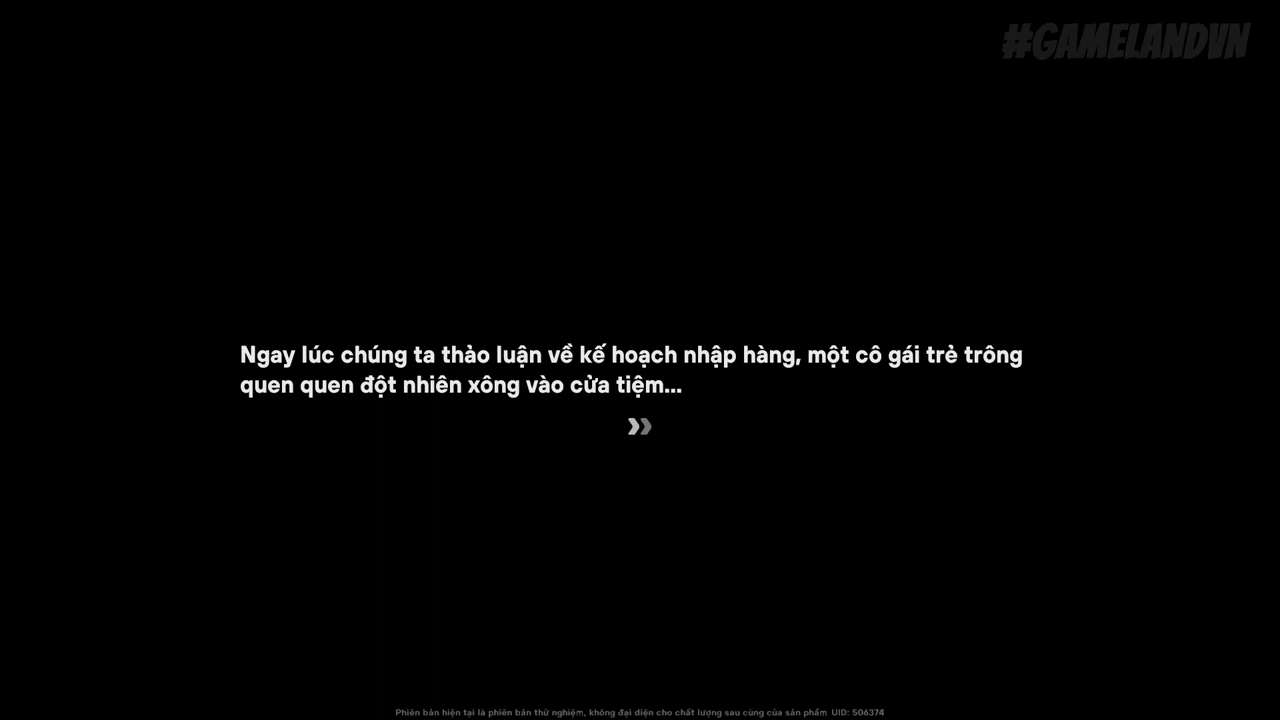 #GAMELANDVN
Ngay lúc chúng ta thảo luận về kế hoạch nhập hàng, một cô gái trẻ trông
quen quen đột nhiên xông vào cửa tiệm...
Phiên bản hiện tại là phiên bản thử nghiệm, không đại diện cho chất lượng sau cùng của sản phẩm UID: 506374